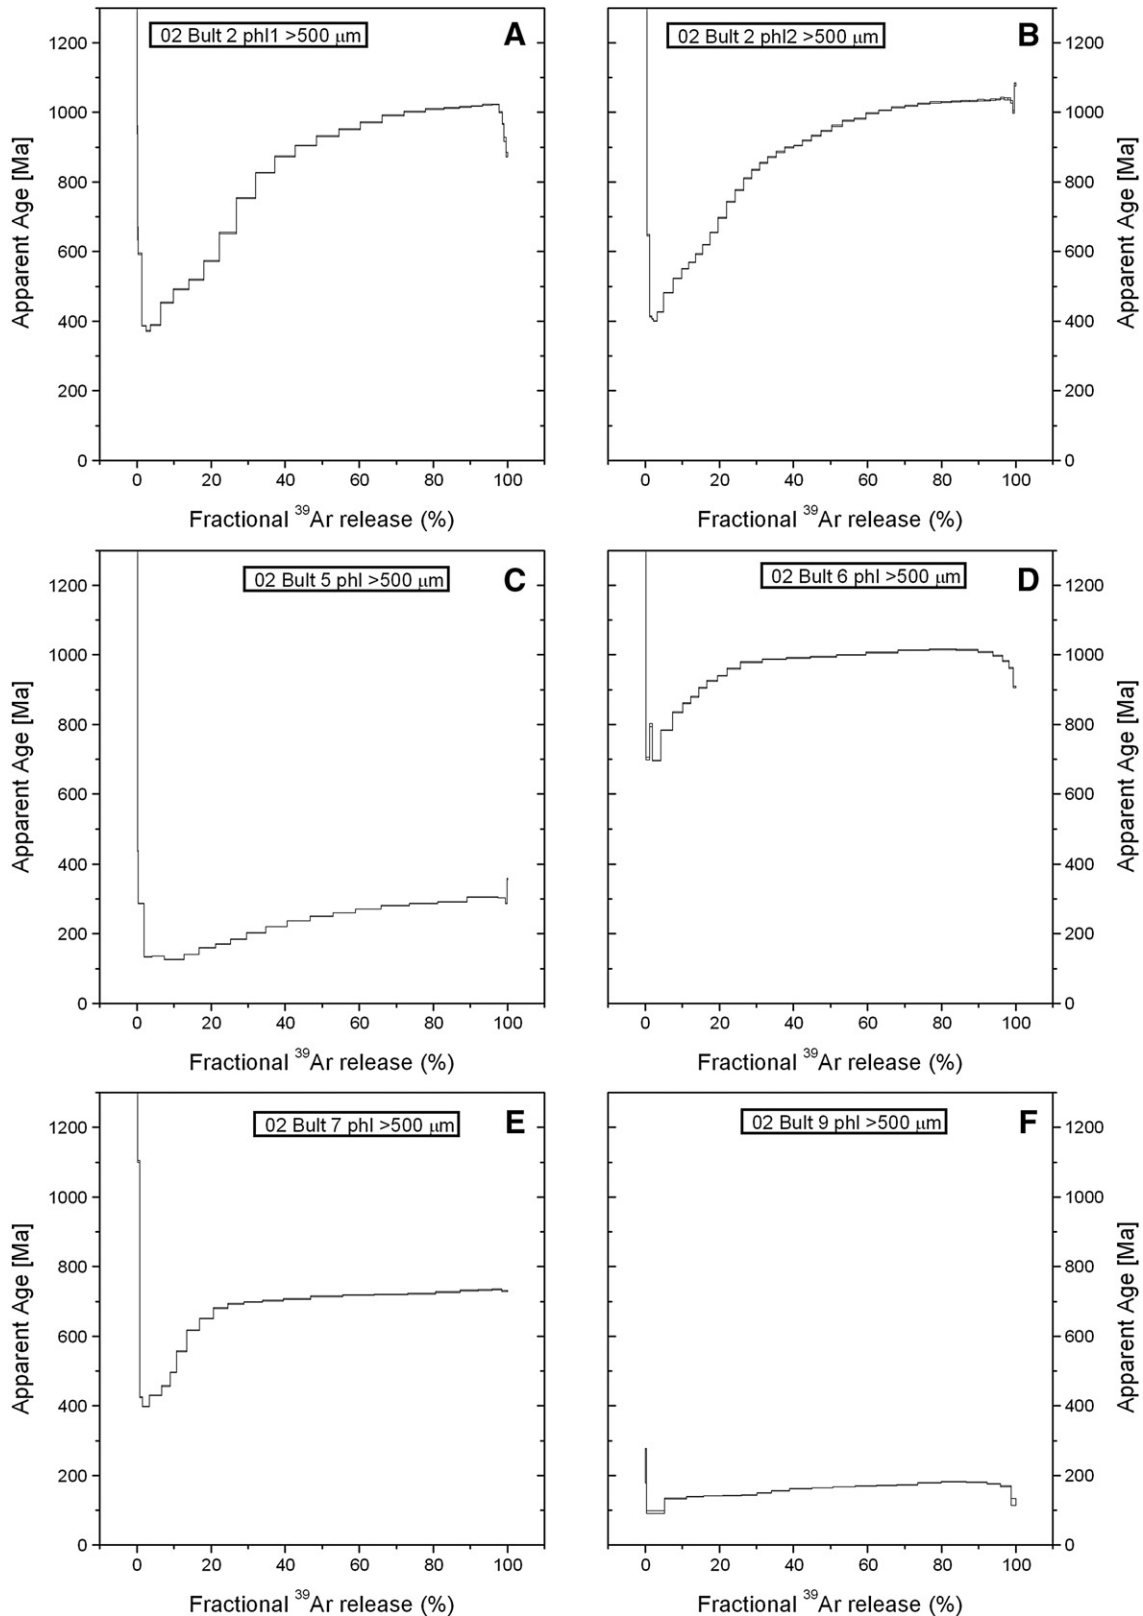 02 Bult 2 phl1 >500 µm
A
1200
1000
800
600
400
200
0
Apparent Age [Ma]
0 20 40 60 80 100
Fractional ³⁹Ar release (%)
02 Bult 2 phl2 >500 µm
B
1200
1000
800
600
400
200
0
Apparent Age [Ma]
0 20 40 60 80 100
Fractional ³⁹Ar release (%)
02 Bult 5 phl >500 µm
C
1200
1000
800
600
400
200
0
Apparent Age [Ma]
0 20 40 60 80 100
Fractional ³⁹Ar release (%)
02 Bult 6 phl >500 µm
D
1200
1000
800
600
400
200
0
Apparent Age [Ma]
0 20 40 60 80 100
Fractional ³⁹Ar release (%)
02 Bult 7 phl >500 µm
E
1200
1000
800
600
400
200
0
Apparent Age [Ma]
0 20 40 60 80 100
Fractional ³⁹Ar release (%)
02 Bult 9 phl >500 µm
F
1200
1000
800
600
400
200
0
Apparent Age [Ma]
0 20 40 60 80 100
Fractional ³⁹Ar release (%)